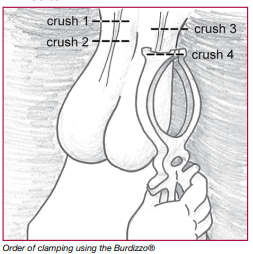 crush 1
crush 2
crush 3
crush 4
Order of clamping using the Burdizzo®